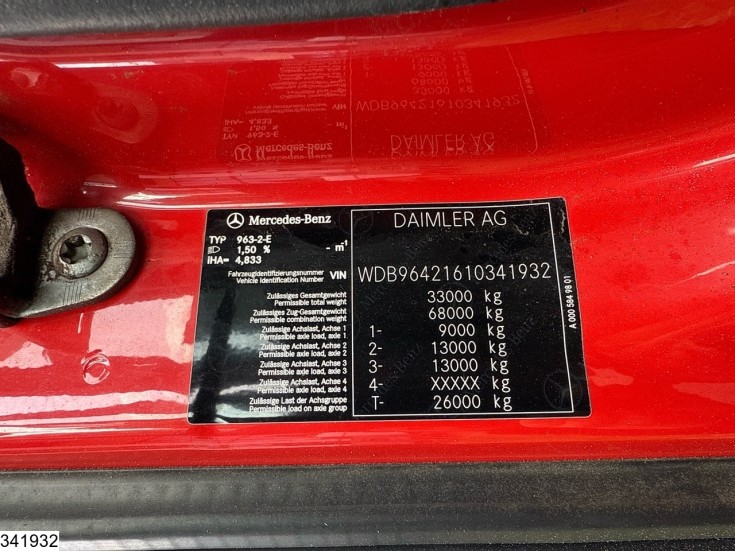 Mercedes-Benz
DAIMLER AG
TYP 963-2-E
1,50 % - m⁻¹
IHA= 4,833
Fahrzeugidentifizierungsnummer
Vehicle Identification Number VIN WDB96421610341932
Zulässiges Gesamtgewicht
Permissible total weight 33000 kg
Zulässiges Zug-Gesamtgewicht
Permissible combination weight 68000 kg
Zulässige Achslast, Achse 1
Permissible axle load, axle 1 1- 9000 kg
Zulässige Achslast, Achse 2
Permissible axle load, axle 2 2- 13000 kg
Zulässige Achslast, Achse 3
Permissible axle load, axle 3 3- 13000 kg
Zulässige Achslast, Achse 4
Permissible axle load, axle 4 4- XXXXX kg
Zulässige Last der Achsgruppe
Permissible load on axle group T- 26000 kg
A 000 584 98 01
341932